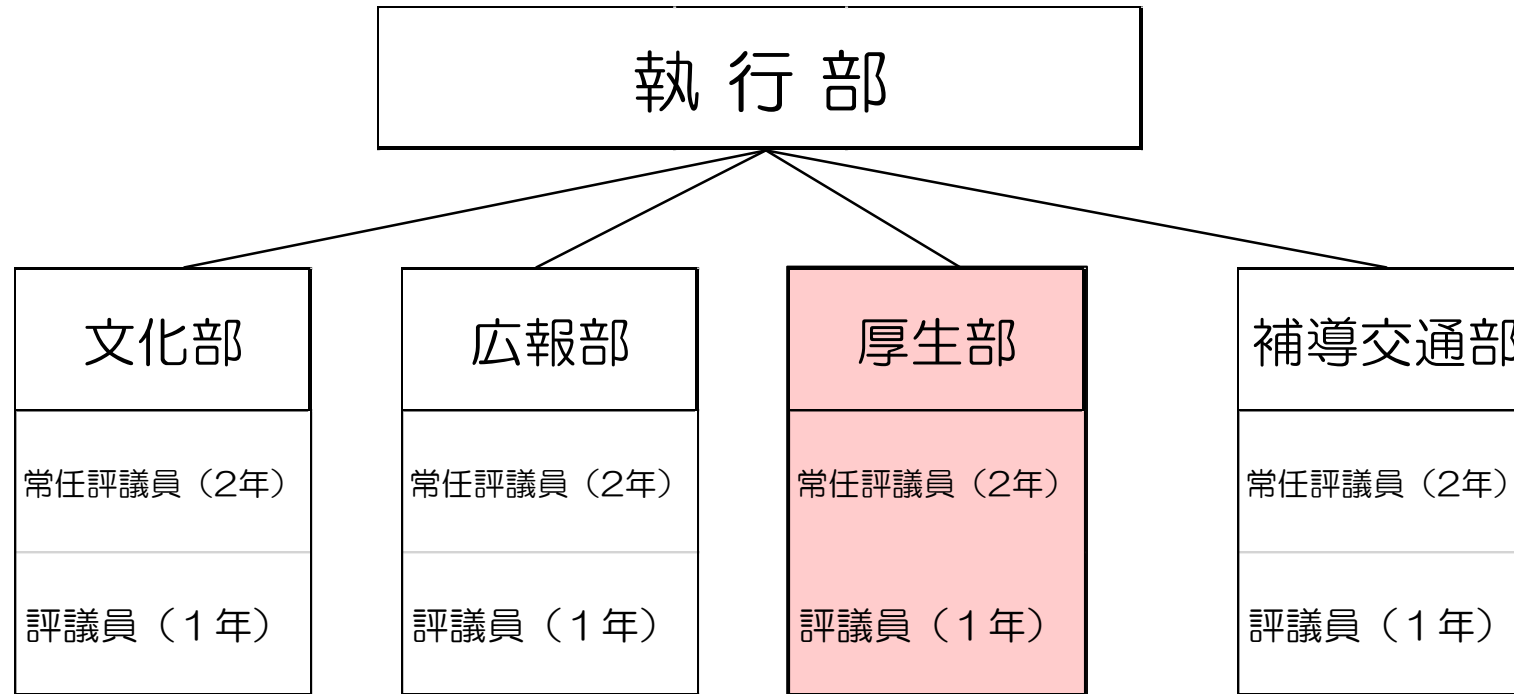 執行部
文化部
広報部
厚生部
補導交通部
常任評議員（2年）
常任評議員（2年）
常任評議員（2年）
常任評議員（2年）
評議員（１年）
評議員（１年）
評議員（１年）
評議員（１年）